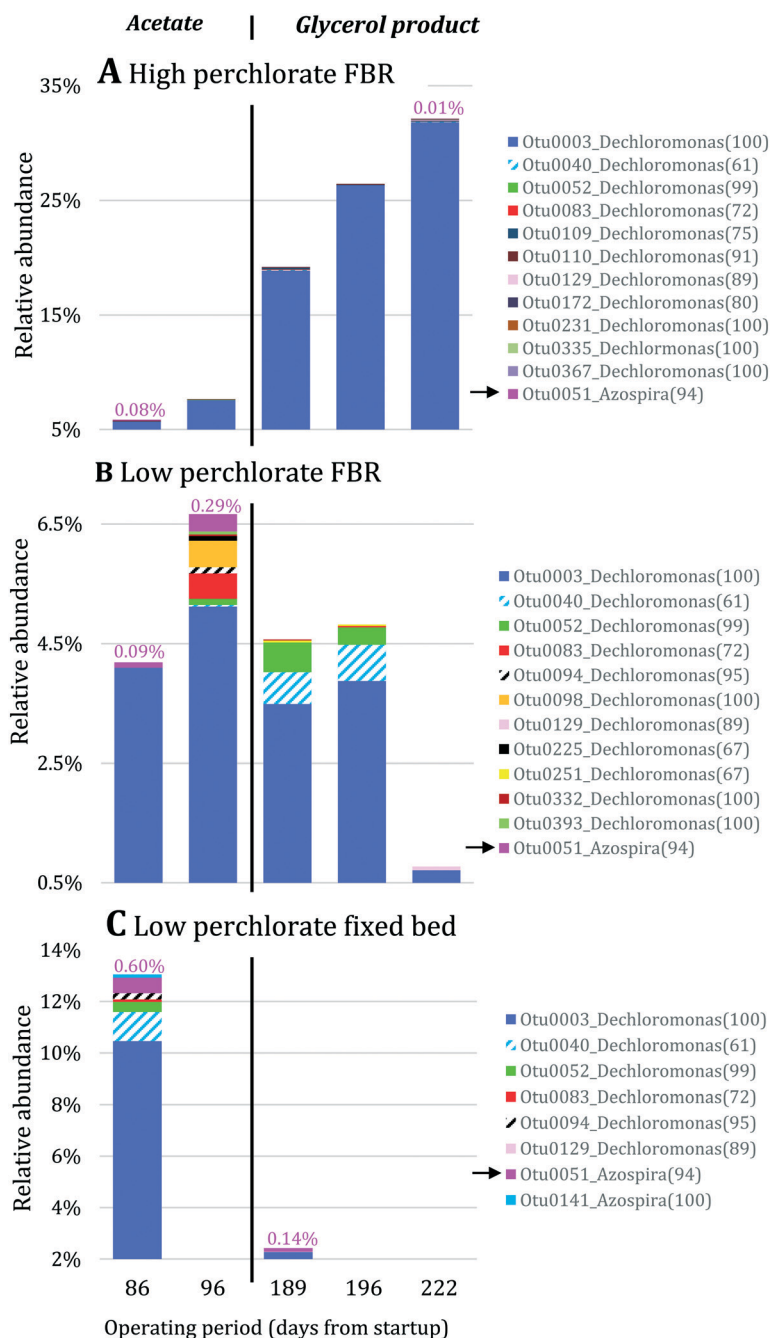 Acetate | Glycerol product
A High perchlorate FBR
35%
25%
15%
5%
Relative abundance
0.08%
0.01%
Otu0003_Dechloromonas(100)
Otu0040_Dechloromonas(61)
Otu0052_Dechloromonas(99)
Otu0083_Dechloromonas(72)
Otu0109_Dechloromonas(75)
Otu0110_Dechloromonas(91)
Otu0129_Dechloromonas(89)
Otu0172_Dechloromonas(80)
Otu0231_Dechloromonas(100)
Otu0335_Dechlormonas(100)
Otu0367_Dechloromonas(100)
Otu0051_Azospira(94)
B Low perchlorate FBR
6.5%
4.5%
2.5%
0.5%
Relative abundance
0.09%
0.29%
Otu0003_Dechloromonas(100)
Otu0040_Dechloromonas(61)
Otu0052_Dechloromonas(99)
Otu0083_Dechloromonas(72)
Otu0094_Dechloromonas(95)
Otu0098_Dechloromonas(100)
Otu0129_Dechloromonas(89)
Otu0225_Dechloromonas(67)
Otu0251_Dechloromonas(67)
Otu0332_Dechloromonas(100)
Otu0393_Dechloromonas(100)
Otu0051_Azospira(94)
C Low perchlorate fixed bed
14%
12%
10%
8%
6%
4%
2%
Relative abundance
0.60%
0.14%
Otu0003_Dechloromonas(100)
Otu0040_Dechloromonas(61)
Otu0052_Dechloromonas(99)
Otu0083_Dechloromonas(72)
Otu0094_Dechloromonas(95)
Otu0129_Dechloromonas(89)
Otu0051_Azospira(94)
Otu0141_Azospira(100)
86 96 189 196 222
Operating period (days from startup)